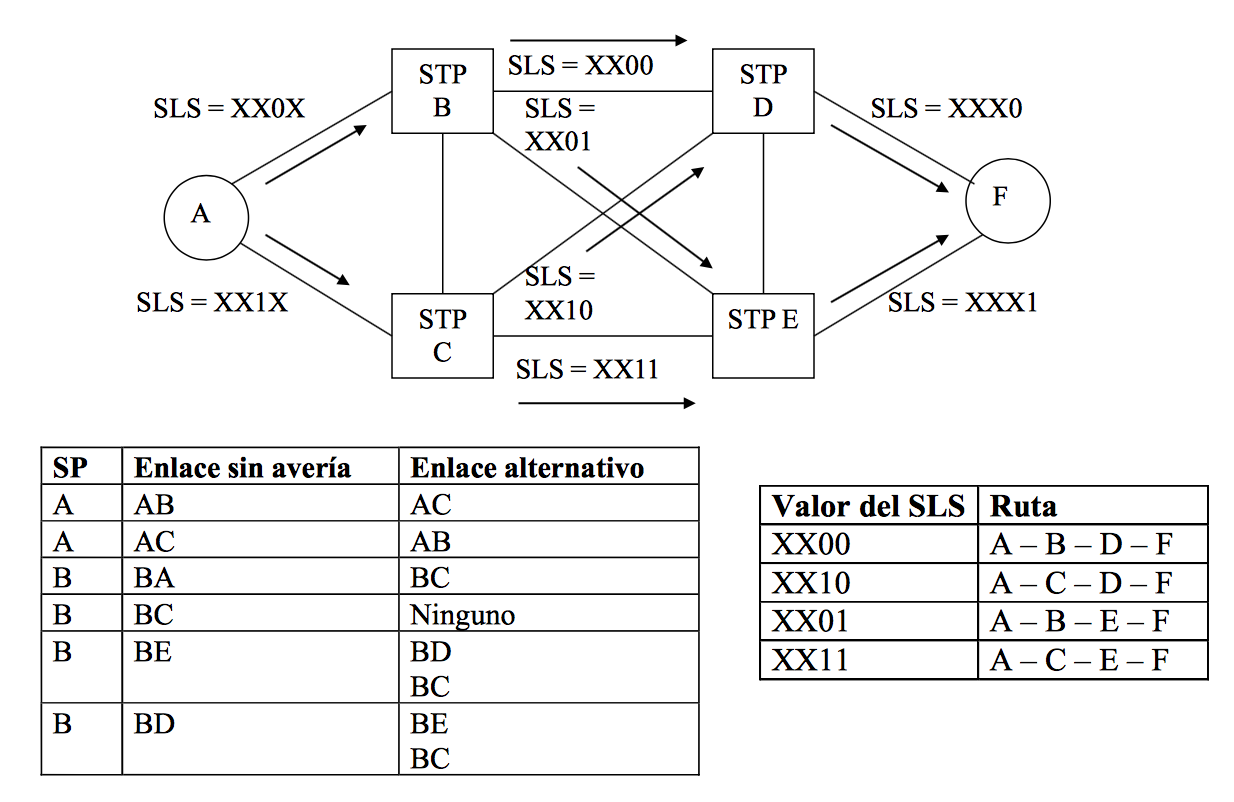 SLS = XX00
STP
B
STP
D
SLS = XX0X
SLS =
XX01
SLS = XXX0
A
F
SLS = XX1X
SLS =
XX10
STP
C
STP E
SLS = XXX1
SLS = XX11
SP Enlace sin avería Enlace alternativo
A AB AC
A AC AB
B BA BC
B BC Ninguno
B BE BD
BC
B BD BE
BC
Valor del SLS Ruta
XX00 A – B – D – F
XX10 A – C – D – F
XX01 A – B – E – F
XX11 A – C – E – F